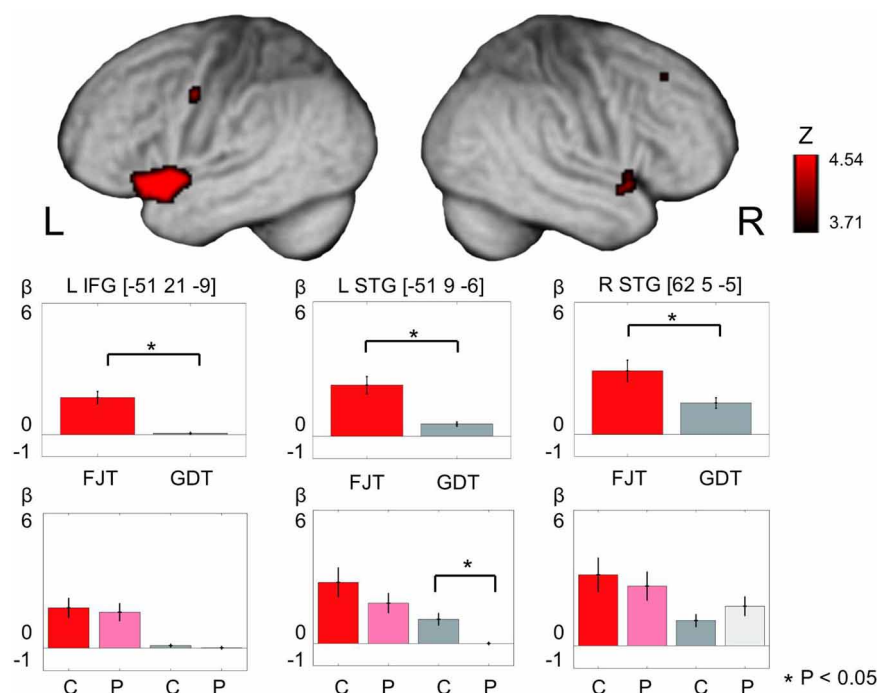 Z
4.54
3.71
L
R
β
L IFG [-51 21 -9]
6
*
0
-1
FJT GDT
β
L STG [-51 9 -6]
6
*
0
-1
FJT GDT
β
R STG [62 5 -5]
6
*
0
-1
FJT GDT
β
6
0
-1
C P C P
β
6
*
0
-1
C P C P
β
6
0
-1
C P C P
* P < 0.05